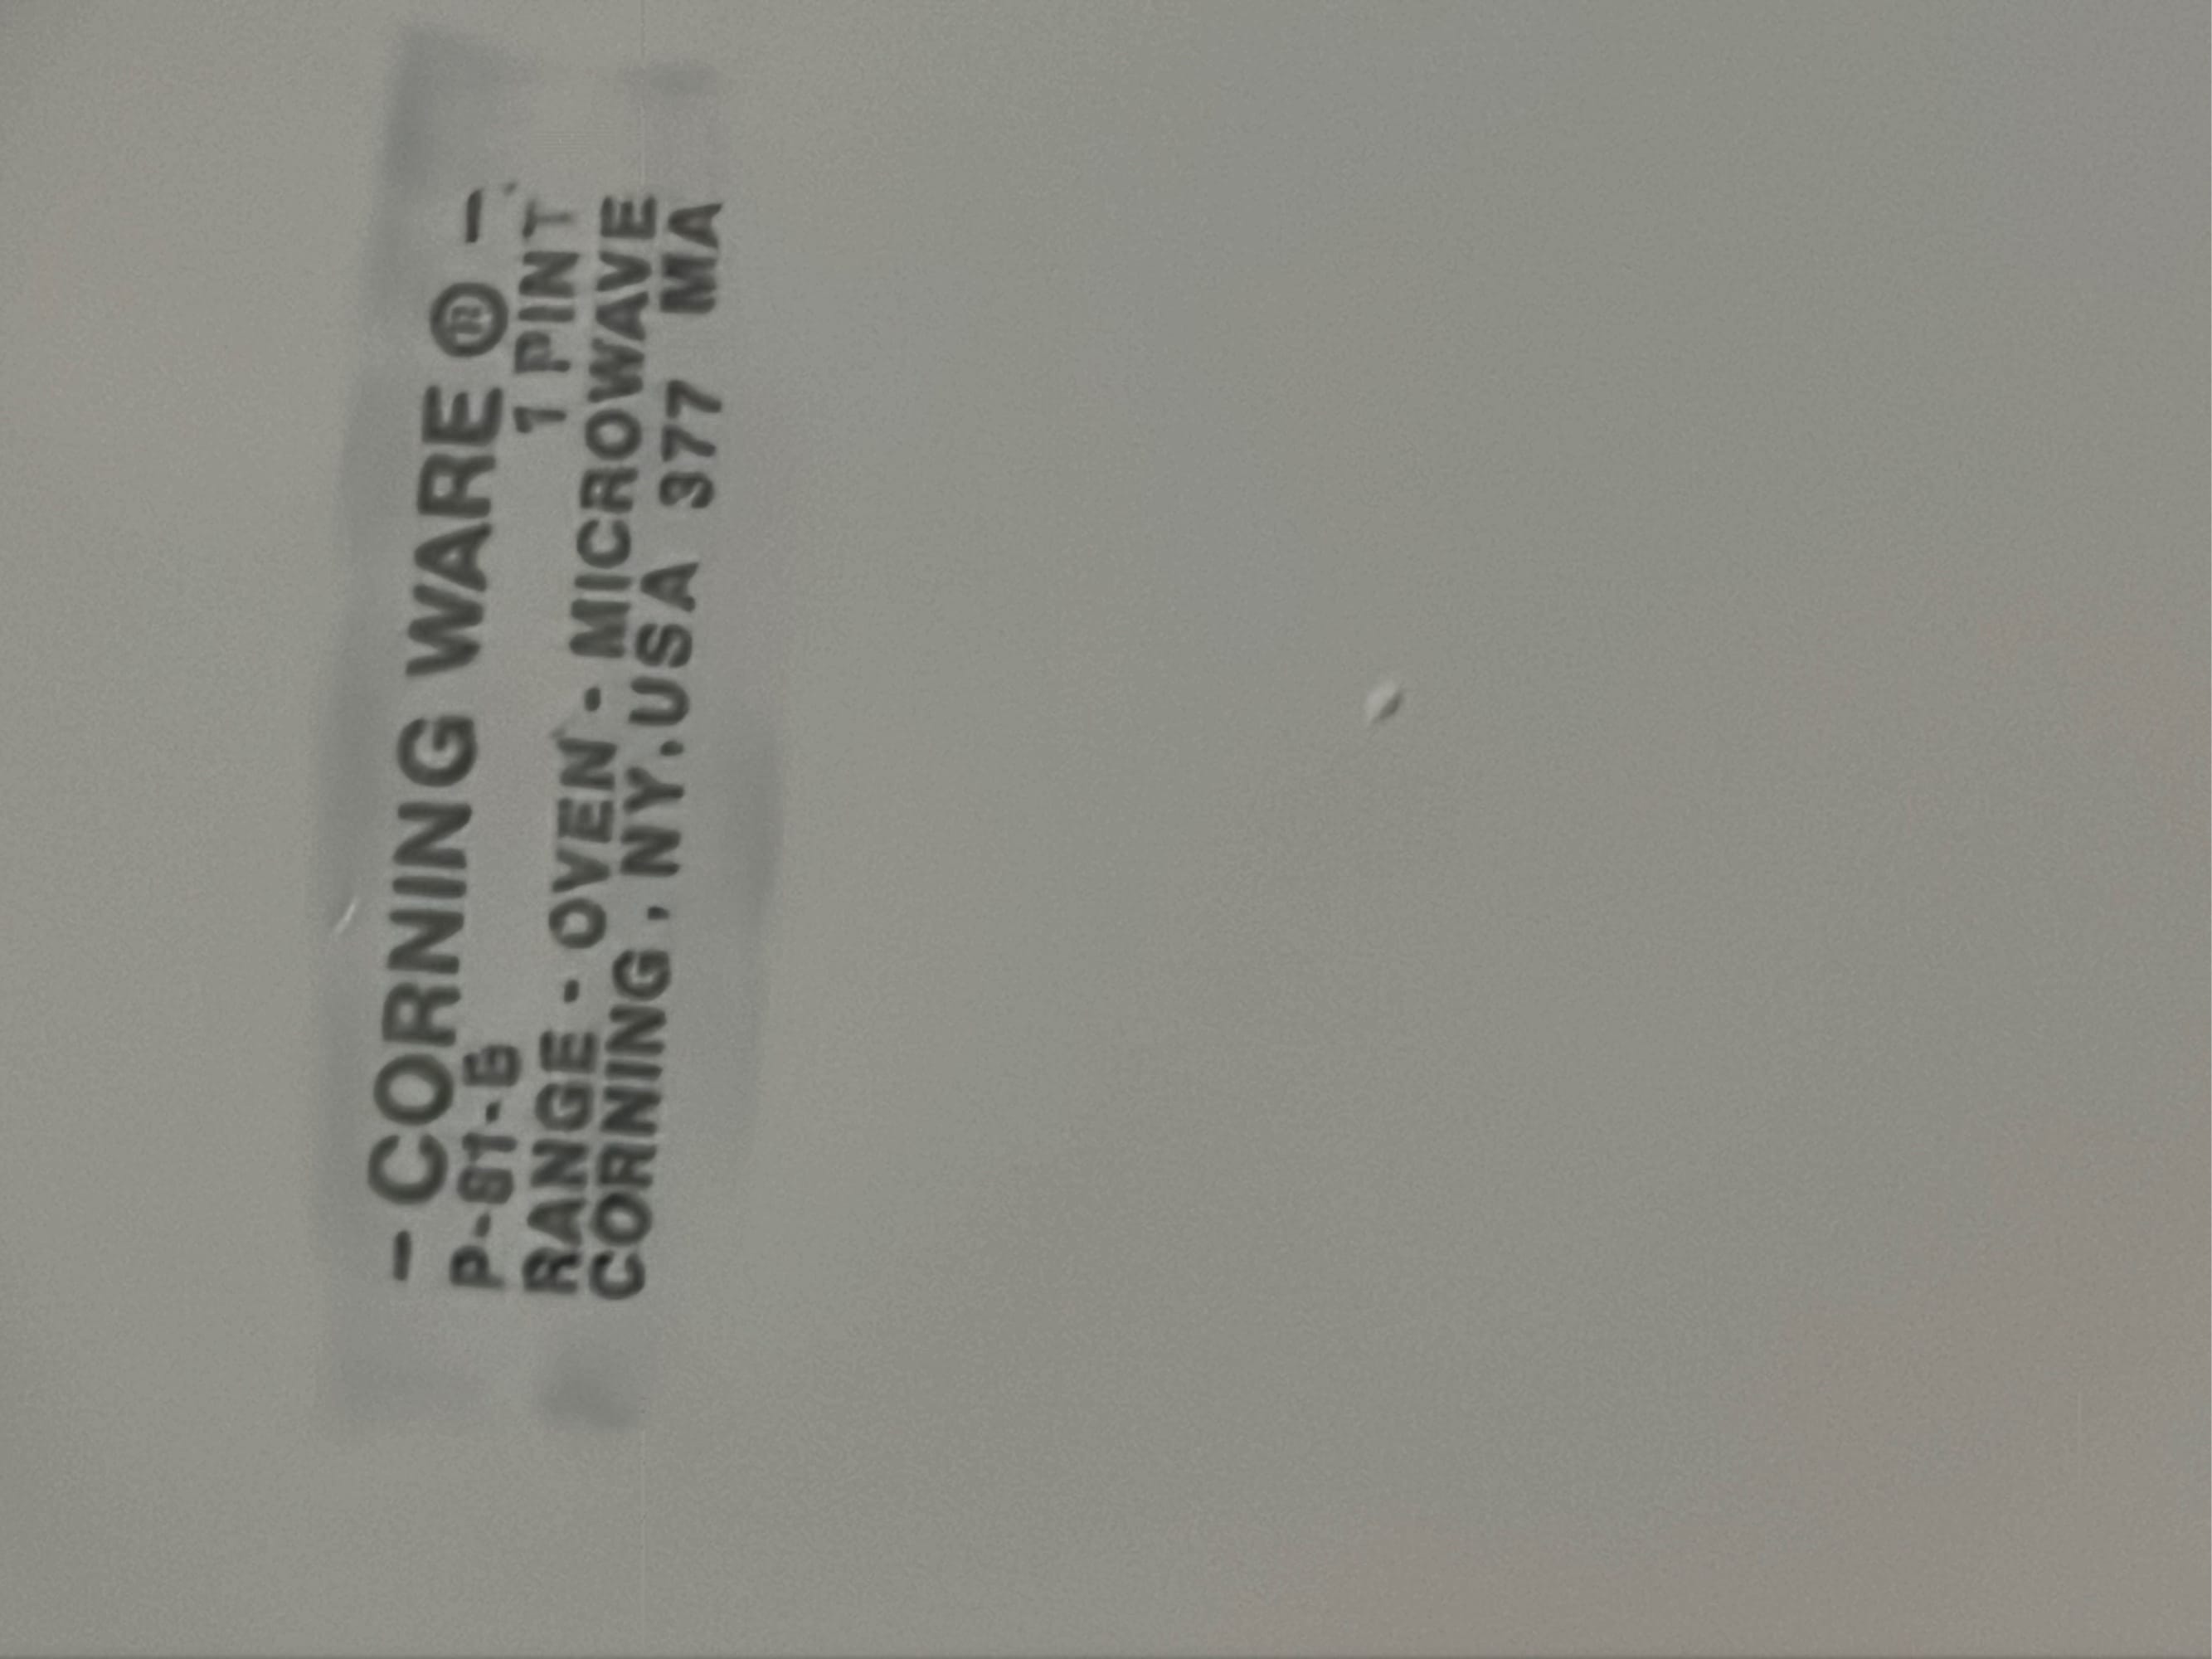 - CORNING WARE ® -
P-81-B 1 PINT
RANGE - OVEN - MICROWAVE
CORNING, NY. USA 377 MA